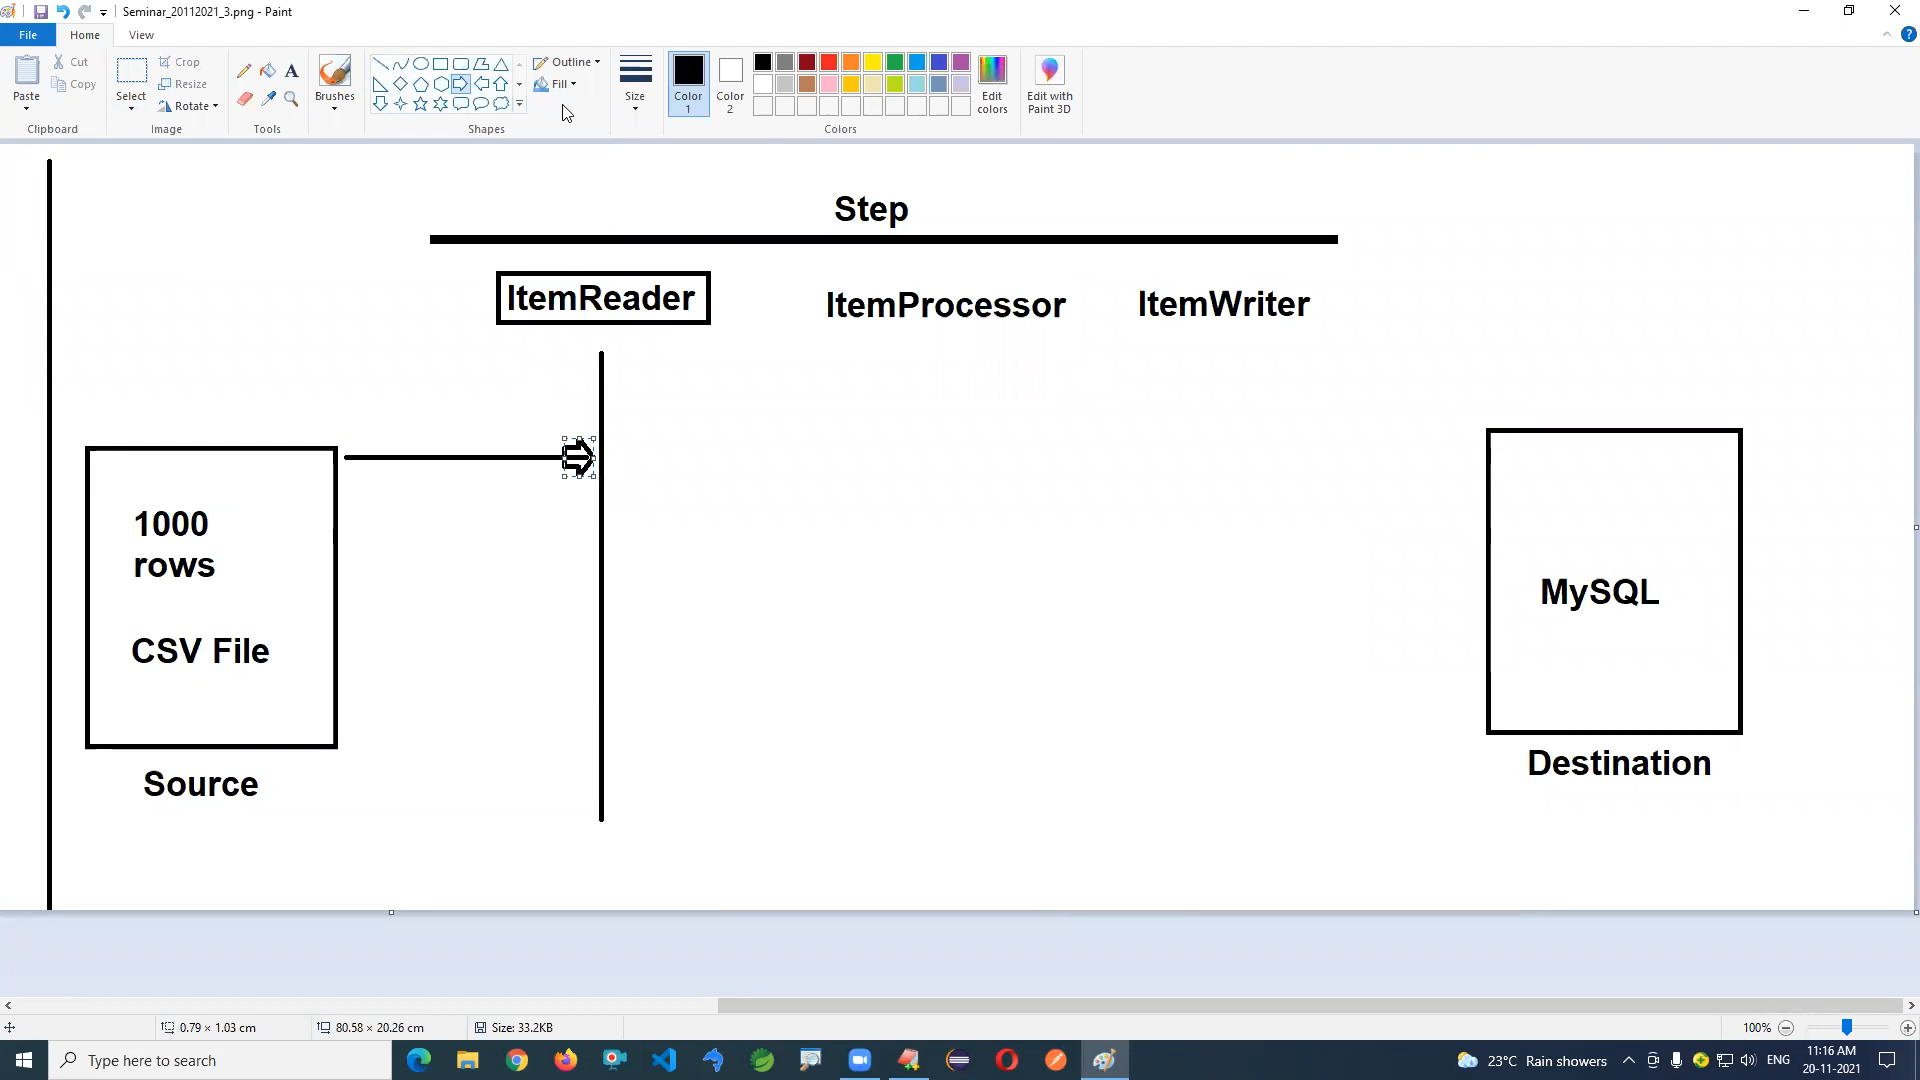 Seminar_20112021_3.png - Paint
File
Home
View
Paste
Cut
Copy
Clipboard
Select
Crop
Resize
Rotate
Image
Tools
Brushes
Shapes
Outline
Fill
Size
Color
1
Color
2
Edit
colors
Colors
Edit with
Paint 3D
Step
ItemReader
ItemProcessor
ItemWriter
1000
rows
CSV File
Source
MySQL
Destination
0.79 × 1.03 cm
80.58 × 20.26 cm
Size: 33.2KB
100%
Type here to search
23°C Rain showers
ENG
11:16 AM
20-11-2021